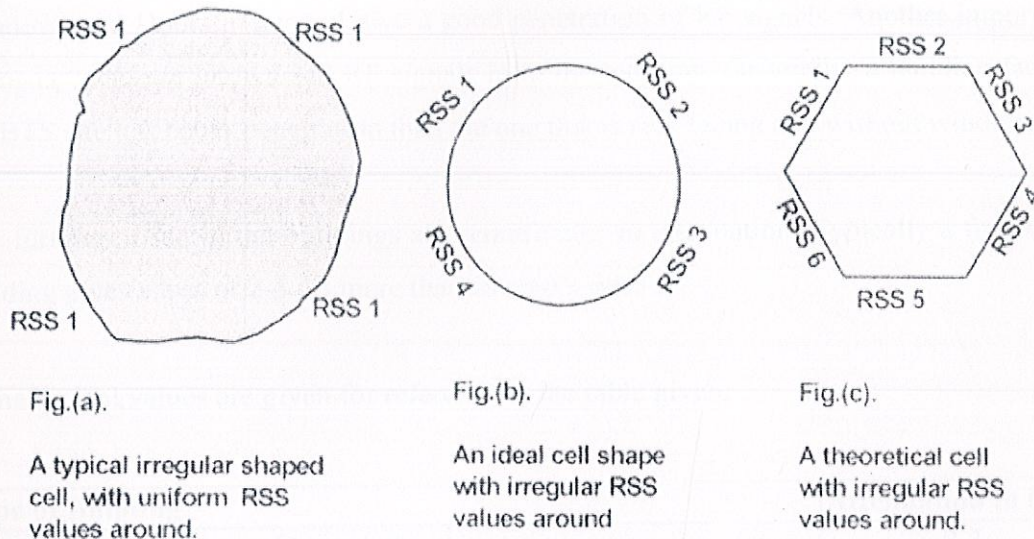 RSS 1
RSS 1
RSS 1
RSS 1
RSS 1
RSS 2
RSS 3
RSS 4
RSS 1
RSS 2
RSS 3
RSS 4
RSS 5
RSS 6
Fig.(a).
A typical irregular shaped
cell, with uniform RSS
values around.
Fig.(b).
An ideal cell shape
with irregular RSS
values around
Fig.(c).
A theoretical cell
with irregular RSS
values around.